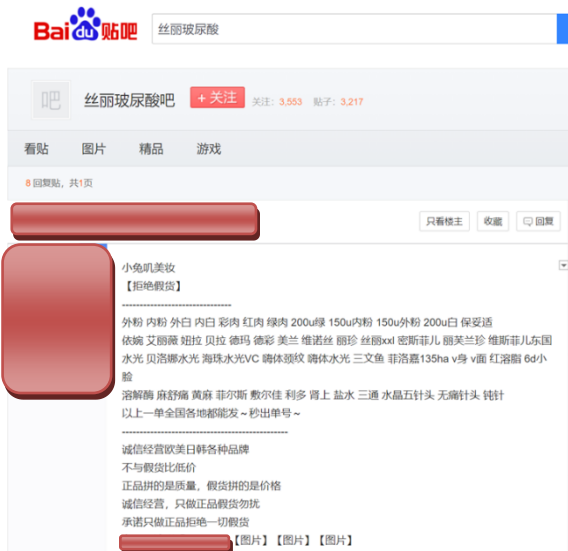 Bai du 贴吧
丝丽玻尿酸
吧
丝丽玻尿酸吧
+ 关注
关注：3,553 贴子：3,217
看贴 图片 精品 游戏
8回复贴，共1页
只看楼主 收藏 回复
小兔叽美妆
【拒绝假货】
-------------------------------
外粉 内粉 外白 内白 彩肉 红肉 绿肉 200u绿 150u内粉 150u外粉 200u白 保妥适
依婉 艾丽薇 妞拉 贝拉 德玛 德彩 美兰 维诺丝 丽珍 丝丽xxl 密斯菲儿 丽芙兰珍 维斯菲儿东国
水光 贝洛娜水光 海珠水光VC 嗨体颈纹 嗨体水光 三文鱼 菲洛嘉135ha v身 v面 红溶脂 6d小
脸
溶解酶 麻舒痛 黄麻 菲尔斯 敷尔佳 利多 肾上 盐水 三通 水晶五针头 无痛针头 钝针
以上一单全国各地都能发～秒出单号～
-----------------------------------------------
诚信经营欧美日韩各种品牌
不与假货比低价
正品拼的是质量，假货拼的是价格
诚信经营，只做正品假货勿扰
承诺只做正品拒绝一切假货
【图片】【图片】【图片】